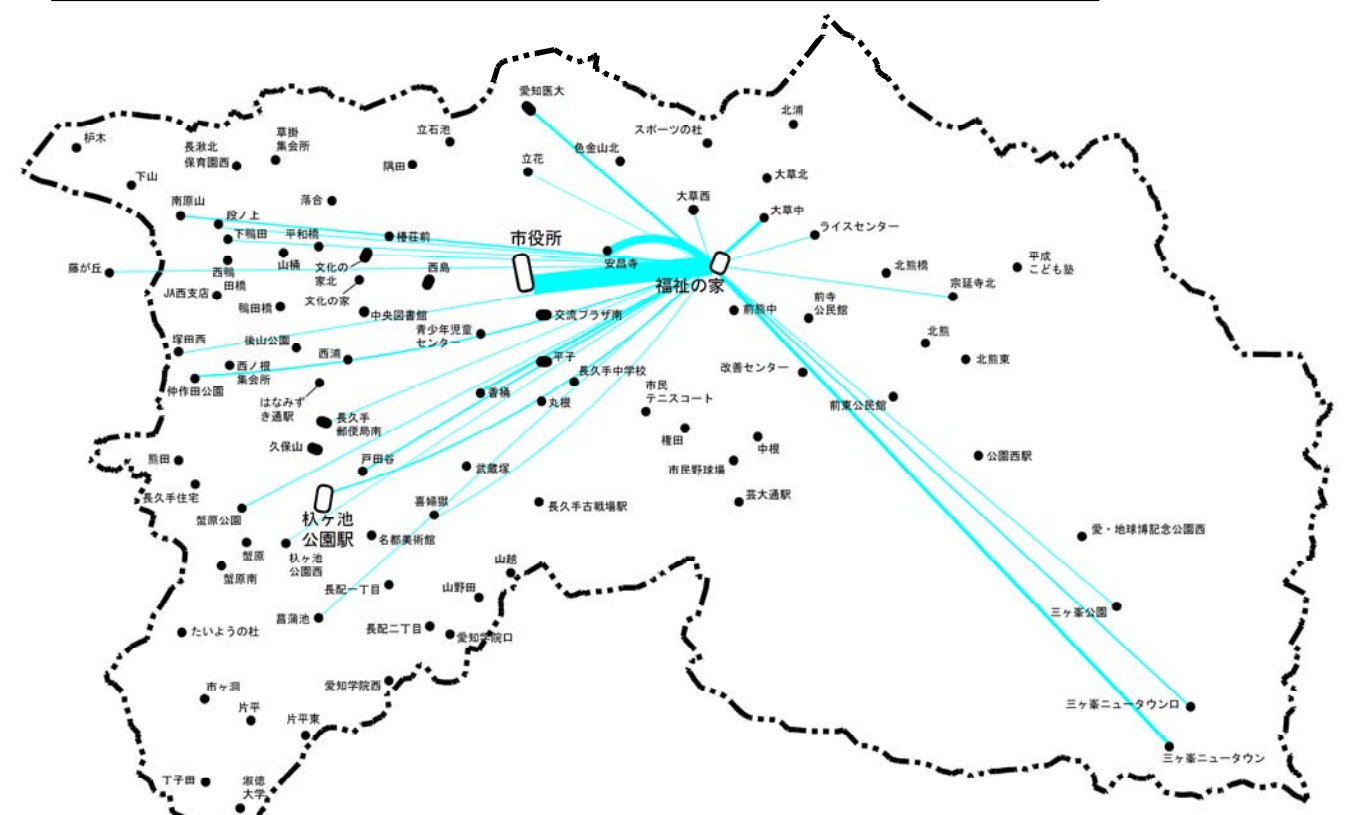 愛知医大
北浦
スポーツの杜
立石池
草掛
集会所
長湫北
保育園西
枦木
隅田
立花
色金山北
下山
大草北
大草西
落合
南原山
段ノ上
大草中
ライスセンター
下鴨田
平和橋
椿荘前
市役所
安昌寺
福祉の家
藤が丘
西鴨
田橋
山桶
文化の
家北
西島
北熊橋
平成
こども塾
宗延寺北
JA西支店
鴨田橋
文化の家
中央図書館
交流プラザ南
前熊中
前寺
公民館
青少年児童
センター
北熊
塚田西
後山公園
西浦
西ノ根
集会所
平子
改善センター
北熊東
仲作田公園
はなみず
き通駅
長久手中学校
香桶
丸根
市民
テニスコート
前東公民館
長久手
郵便局南
久保山
権田
中根
熊田
戸田谷
武蔵塚
市民野球場
公園西駅
長久手住宅
蟹原公園
杁ヶ池
公園駅
喜婦嶽
長久手古戦場駅
芸大通駅
愛・地球博記念公園西
蟹原
杁ヶ池
公園西
名都美術館
蟹原南
山越
長配一丁目
山野田
三ヶ峯公園
菖蒲池
たいようの杜
長配二丁目
愛知学院口
市ヶ洞
愛知学院西
片平
片平東
三ヶ峯ニュータウン口
三ヶ峯ニュータウン
丁子田
淑徳
大学